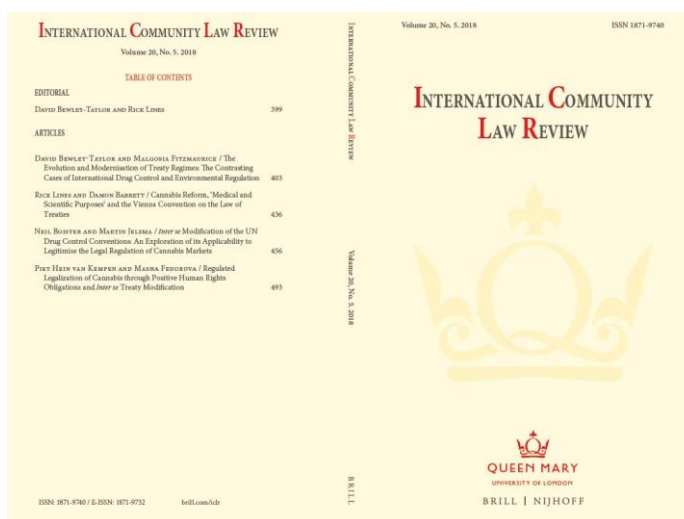 INTERNATIONAL COMMUNITY LAW REVIEW
Volume 20, No. 5. 2018
TABLE OF CONTENTS
EDITORIAL
DAVID BEWLEY-TAYLOR AND RICK LINES 399
ARTICLES
DAVID BEWLEY-TAYLOR AND MALGOSIA FITZMAURICE / The
Evolution and Modernisation of Treaty Regimes: The Contrasting
Cases of International Drug Control and Environmental Regulation 403
RICK LINES AND DAMON BARRETT / Cannabis Reform, ‘Medical and
Scientific Purposes’ and the Vienna Convention on the Law of
Treaties 436
NEIL BOISTER AND MARTIN JELSMA / Inter se Modification of the UN
Drug Control Conventions: An Exploration of its Applicability to
Legitimise the Legal Regulation of Cannabis Markets 456
PIET HEIN VAN KEMPEN AND MASHA FEDOROVA / Regulated
Legalization of Cannabis through Positive Human Rights
Obligations and Inter se Treaty Modification 493
ISSN: 1871-9740 / E-ISSN: 1871-9732 brill.com/iclr
INTERNATIONAL COMMUNITY LAW REVIEW
Volume 20, No. 5. 2018
BRILL
Volume 20, No. 5. 2018 ISSN 1871-9740
INTERNATIONAL COMMUNITY
LAW REVIEW
QUEEN MARY
UNIVERSITY OF LONDON
BRILL | NIJHOFF